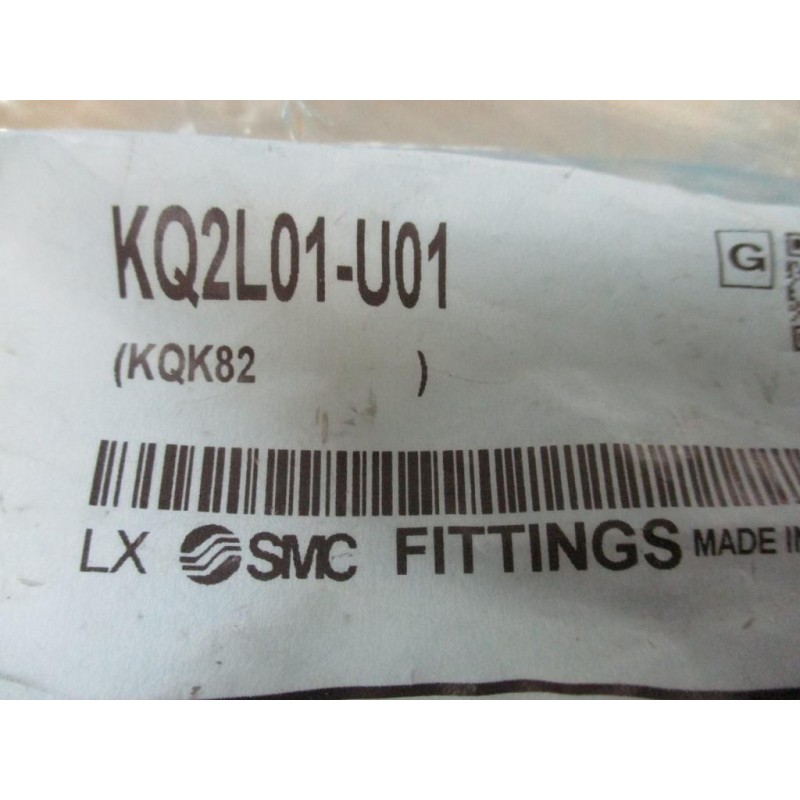 KQ2L01-U01
G
(KQK82 )
LX SMC FITTINGS MADE IN